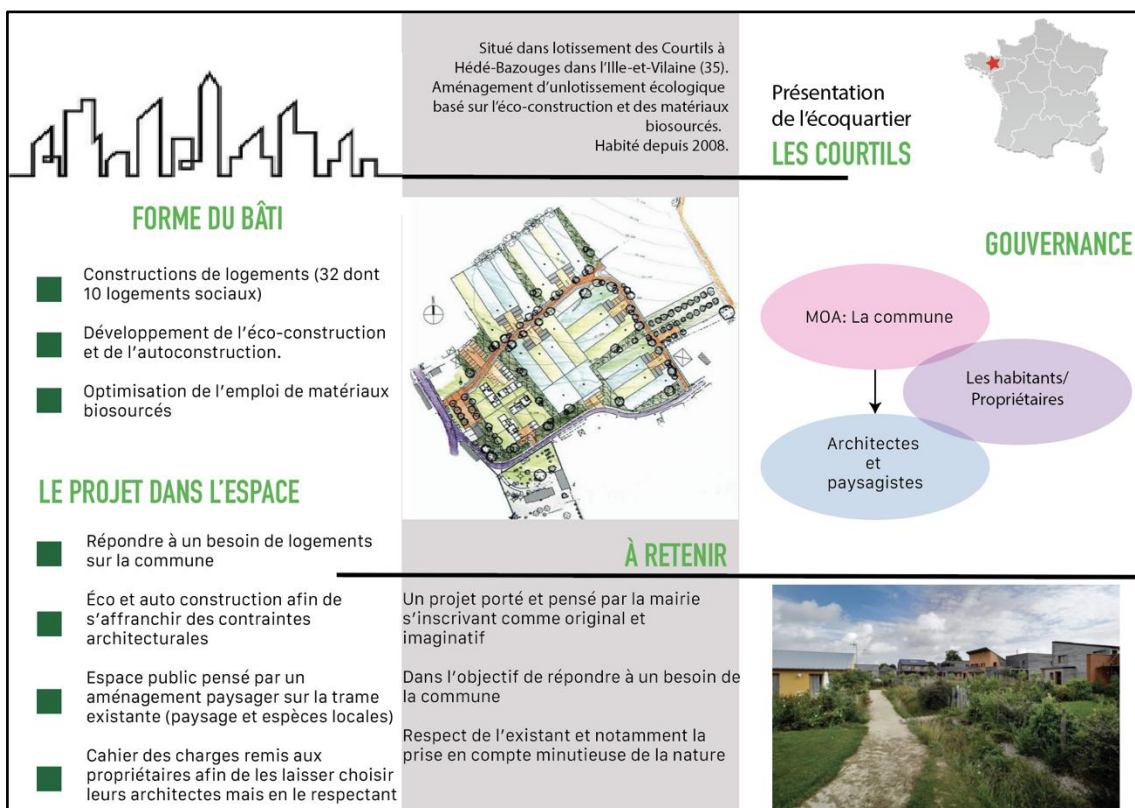 Situé dans lotissement des Courtils à
Hédé-Bazouges dans l'Ille-et-Vilaine (35).
Aménagement d'unlotissement écologique
basé sur l'éco-construction et des matériaux
biosourcés.
Habité depuis 2008.
Présentation
de l'écoquartier
LES COURTILS
FORME DU BÂTI
Constructions de logements (32 dont
10 logements sociaux)
Développement de l'éco-construction
et de l'autoconstruction.
Optimisation de l'emploi de matériaux
biosourcés
GOUVERNANCE
MOA: La commune
Les habitants/
Propriétaires
Architectes
et
paysagistes
LE PROJET DANS L'ESPACE
Répondre à un besoin de logements
sur la commune
Éco et auto construction afin de
s'affranchir des contraintes
architecturales
Espace public pensé par un
aménagement paysager sur la trame
existante (paysage et espèces locales)
Cahier des charges remis aux
propriétaires afin de les laisser choisir
leurs architectes mais en le respectant
À RETENIR
Un projet porté et pensé par la mairie
s'inscrivant comme original et
imaginatif
Dans l'objectif de répondre à un besoin de
la commune
Respect de l'existant et notamment la
prise en compte minutieuse de la nature